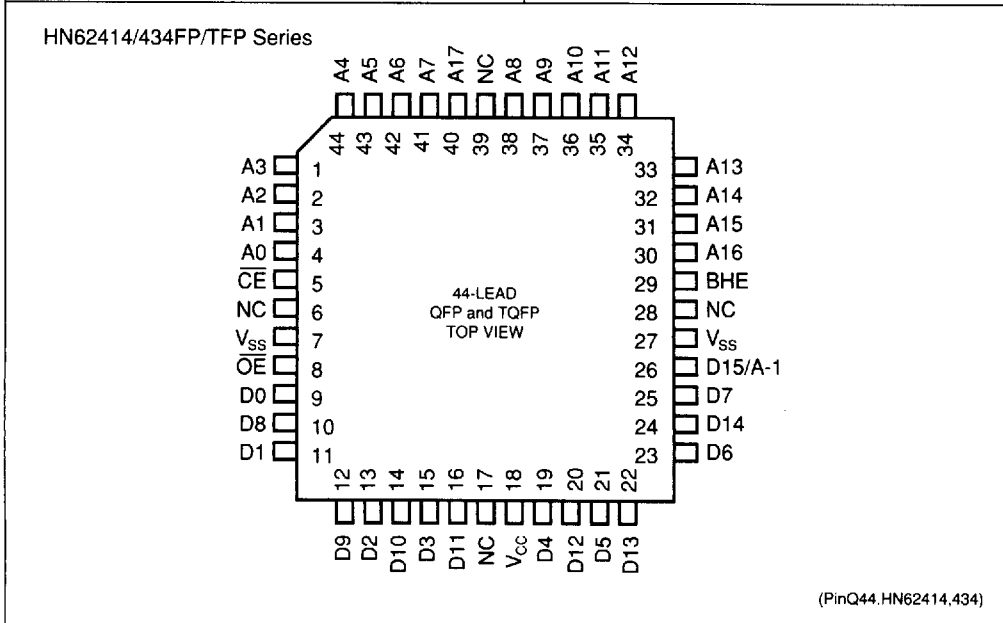 HN62414/434FP/TFP Series
A4 A5 A6 A7 A17 NC A8 A9 A10 A11 A12
44 43 42 41 40 39 38 37 36 35 34
A3 1 33 A13
A2 2 32 A14
A1 3 31 A15
A0 4 30 A16
C̅E̅ 5 29 BHE
NC 6 28 NC
VSS 7 27 VSS
O̅E̅ 8 26 D15/A-1
D0 9 25 D7
D8 10 24 D14
D1 11 23 D6
44-LEAD
QFP and TQFP
TOP VIEW
12 13 14 15 16 17 18 19 20 21 22
D9 D2 D10 D3 D11 NC VCC D4 D12 D5 D13
(PinQ44.HN62414,434)